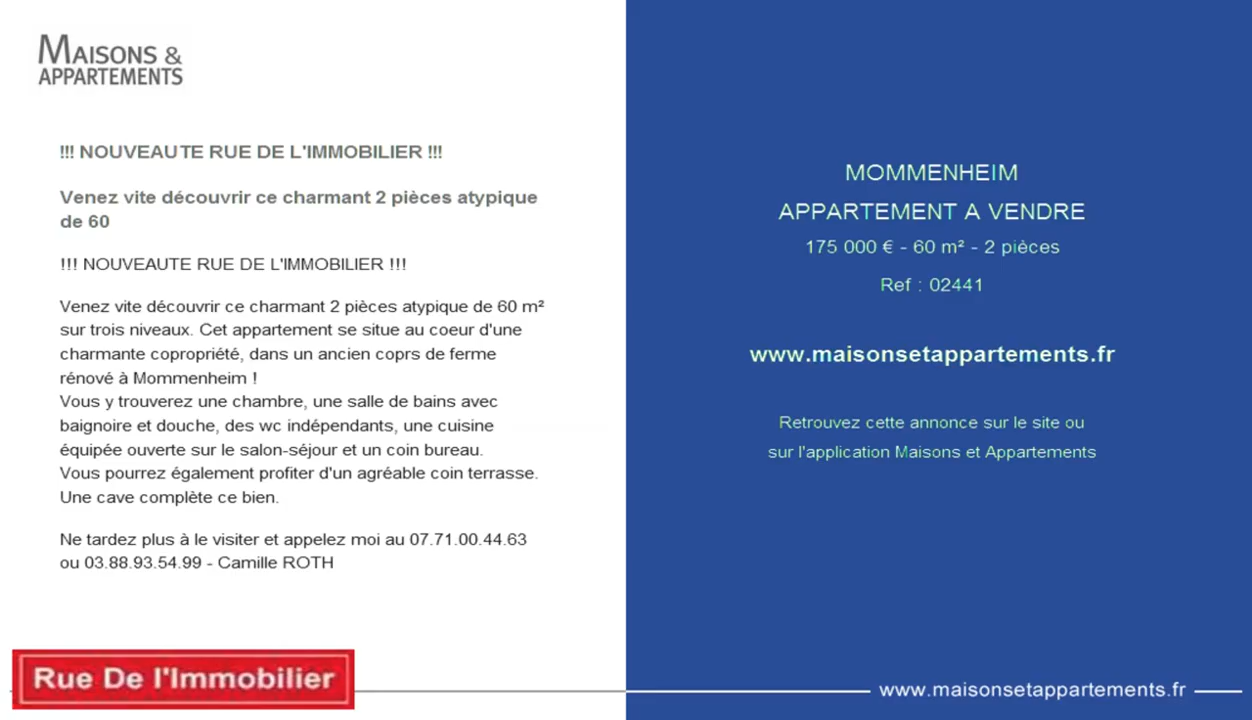 MAISONS &
APPARTEMENTS
!!! NOUVEAUTE RUE DE L'IMMOBILIER !!!
Venez vite découvrir ce charmant 2 pièces atypique
de 60
!!! NOUVEAUTE RUE DE L'IMMOBILIER !!!
Venez vite découvrir ce charmant 2 pièces atypique de 60 m²
sur trois niveaux. Cet appartement se situe au coeur d'une
charmante copropriété, dans un ancien coprs de ferme
rénové à Mommenheim !
Vous y trouverez une chambre, une salle de bains avec
baignoire et douche, des wc indépendants, une cuisine
équipée ouverte sur le salon-séjour et un coin bureau.
Vous pourrez également profiter d'un agréable coin terrasse.
Une cave complète ce bien.
Ne tardez plus à le visiter et appelez moi au 07.71.00.44.63
ou 03.88.93.54.99 - Camille ROTH
Rue De l'Immobilier
MOMMENHEIM
APPARTEMENT A VENDRE
175 000 € - 60 m² - 2 pièces
Ref : 02441
www.maisonsetappartements.fr
Retrouvez cette annonce sur le site ou
sur l'application Maisons et Appartements
www.maisonsetappartements.fr